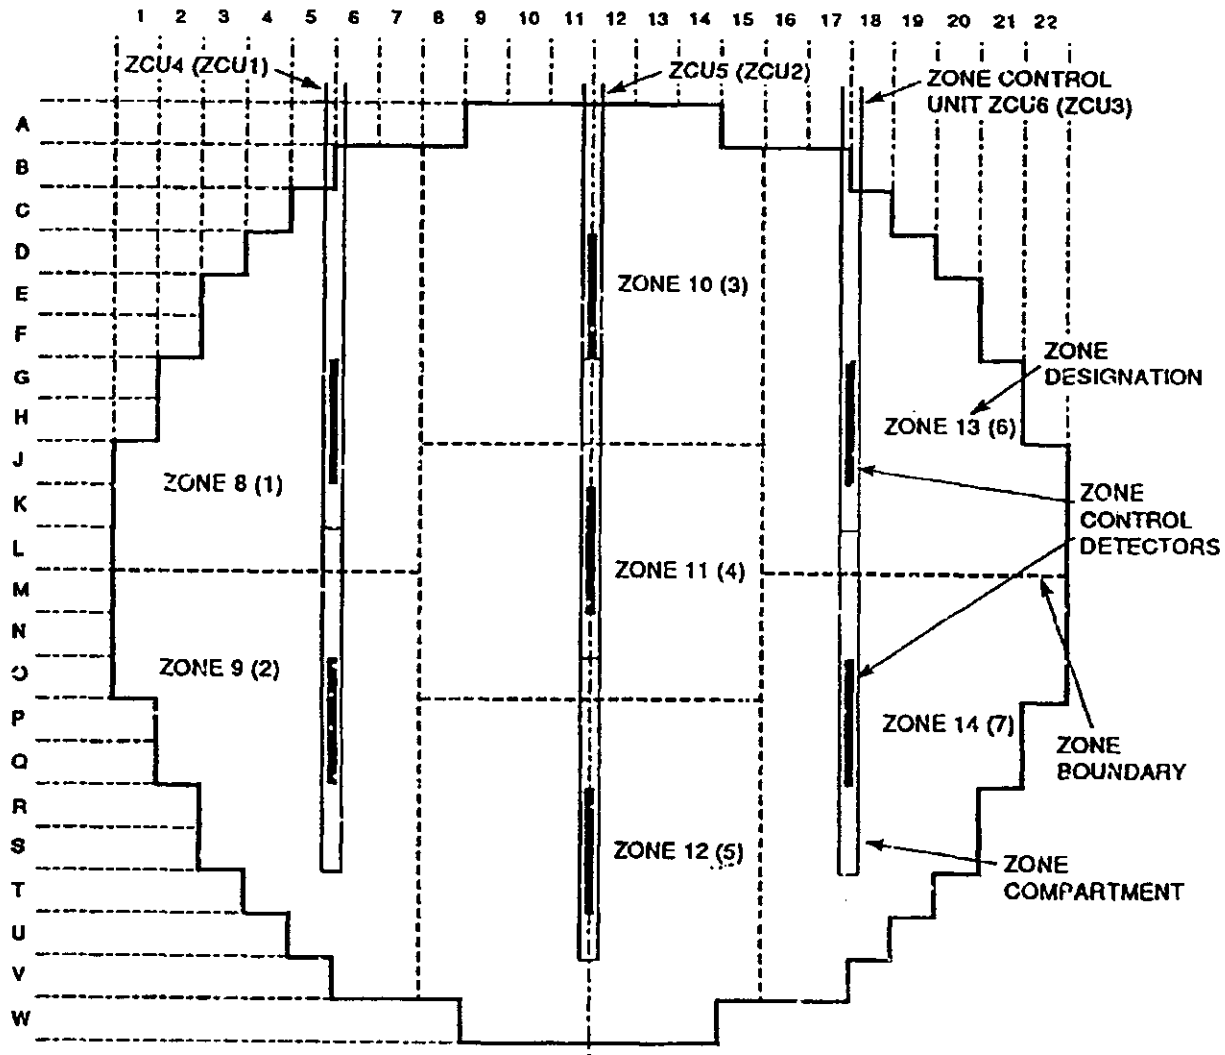 1 2 3 4 5 6 7 8 9 10 11 12 13 14 15 16 17 18 19 20 21 22
ZCU4 (ZCU1)
ZCU5 (ZCU2)
ZONE CONTROL
UNIT ZCU6 (ZCU3)
A
B
C
D
E
ZONE 10 (3)
F
G
ZONE
DESIGNATION
H
ZONE 13 (6)
J
ZONE 8 (1)
K
ZONE
CONTROL
DETECTORS
L
M
ZONE 11 (4)
N
O
ZONE 9 (2)
P
ZONE 14 (7)
Q
ZONE
BOUNDARY
R
S
ZONE 12 (5)
T
ZONE
COMPARTMENT
U
V
W